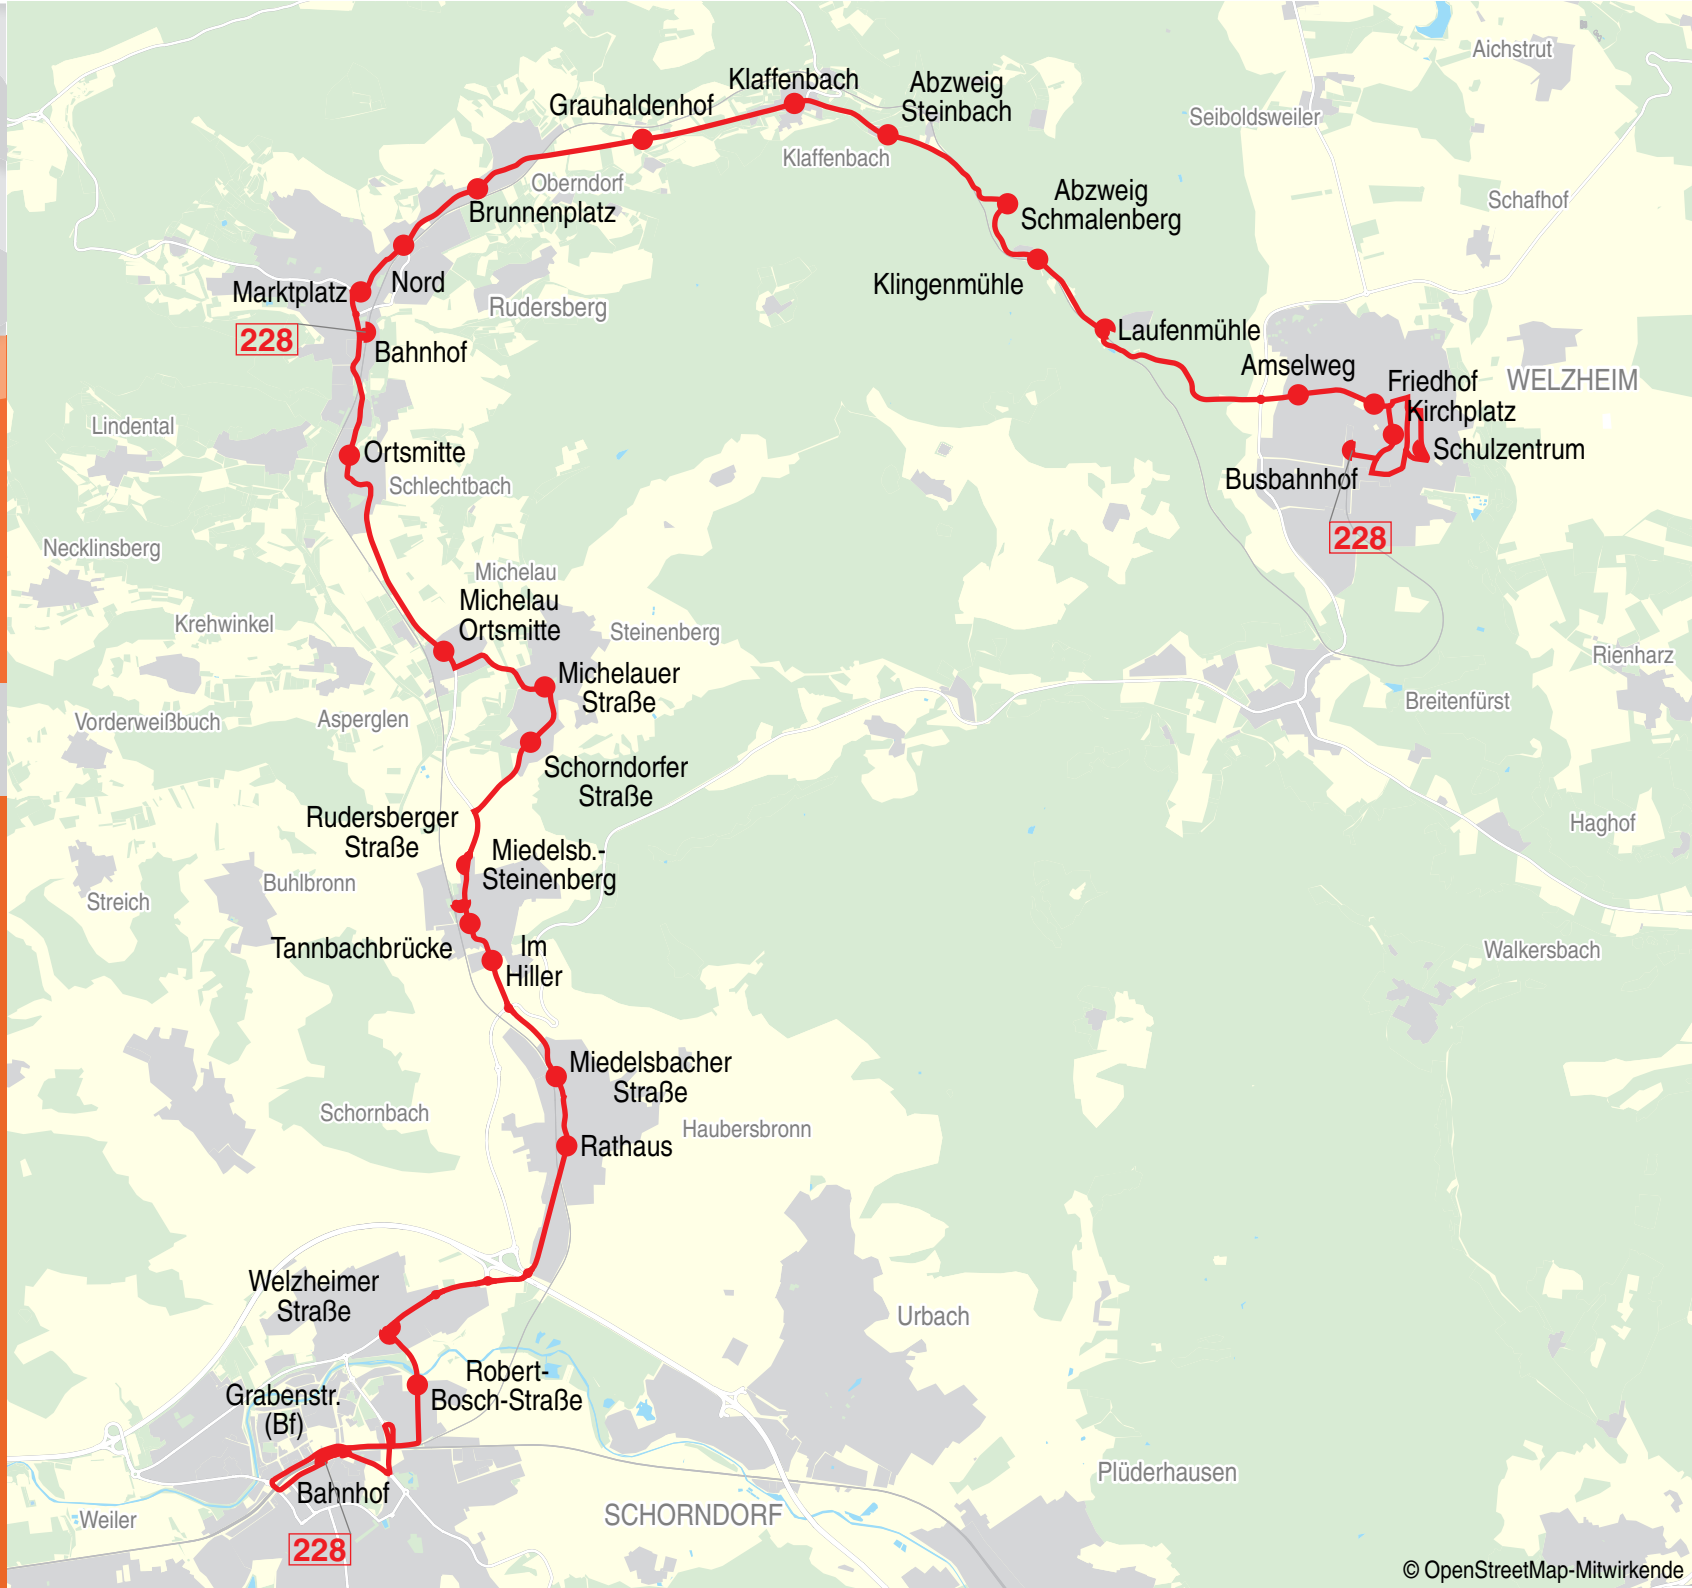 Aichstrut
Klaffenbach
Abzweig
Steinbach
Grauhaldenhof
Seiboldsweiler
Klaffenbach
Oberndorf
Brunnenplatz
Abzweig
Schmalenberg
Schafhof
Nord
Marktplatz
Klingenmühle
Rudersberg
228
Bahnhof
Laufenmühle
Amselweg
Friedhof
Kirchplatz
WELZHEIM
Lindental
Ortsmitte
Schulzentrum
Schlechtbach
Busbahnhof
228
Necklinsberg
Michelau
Michelau
Ortsmitte
Krehwinkel
Steinenberg
Rienharz
Michelauer
Straße
Breitenfürst
Vorderweißbuch
Asperglen
Schorndorfer
Straße
Rudersberger
Straße
Haghof
Miedelsb.-
Steinenberg
Buhlbronn
Streich
Tannbachbrücke
Im
Hiller
Walkersbach
Miedelsbacher
Straße
Schornbach
Haubersbronn
Rathaus
Welzheimer
Straße
Urbach
Robert-
Bosch-Straße
Grabenstr.
(Bf)
Plüderhausen
Bahnhof
Weiler
SCHORNDORF
228
© OpenStreetMap-Mitwirkende